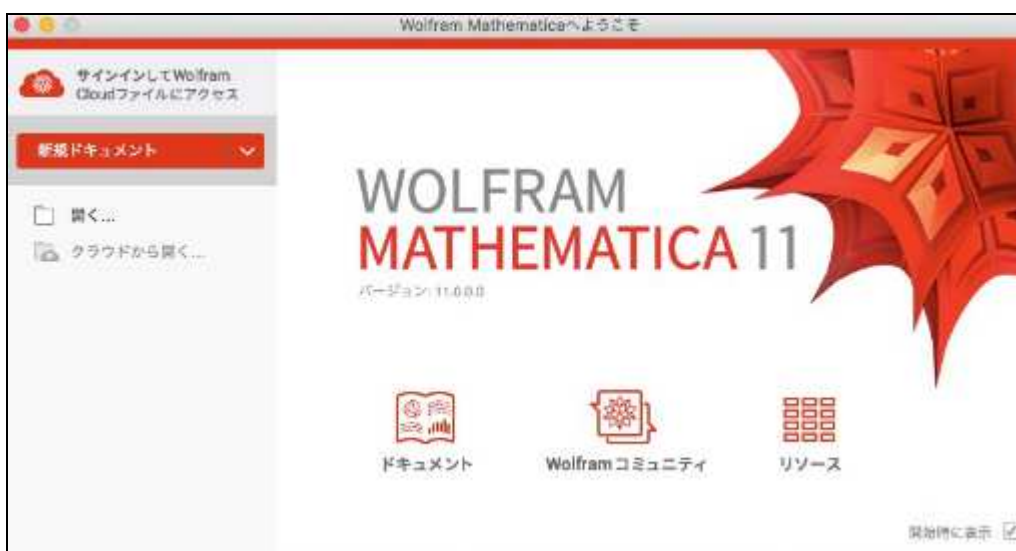 Wolfram Mathematicaへようこそ
サインインしてWolfram
Cloudファイルにアクセス
新規ドキュメント
開く...
クラウドから開く...
WOLFRAM
MATHEMATICA 11
バージョン: 11.0.0.0
ドキュメント
Wolframコミュニティ
リソース
開始時に表示